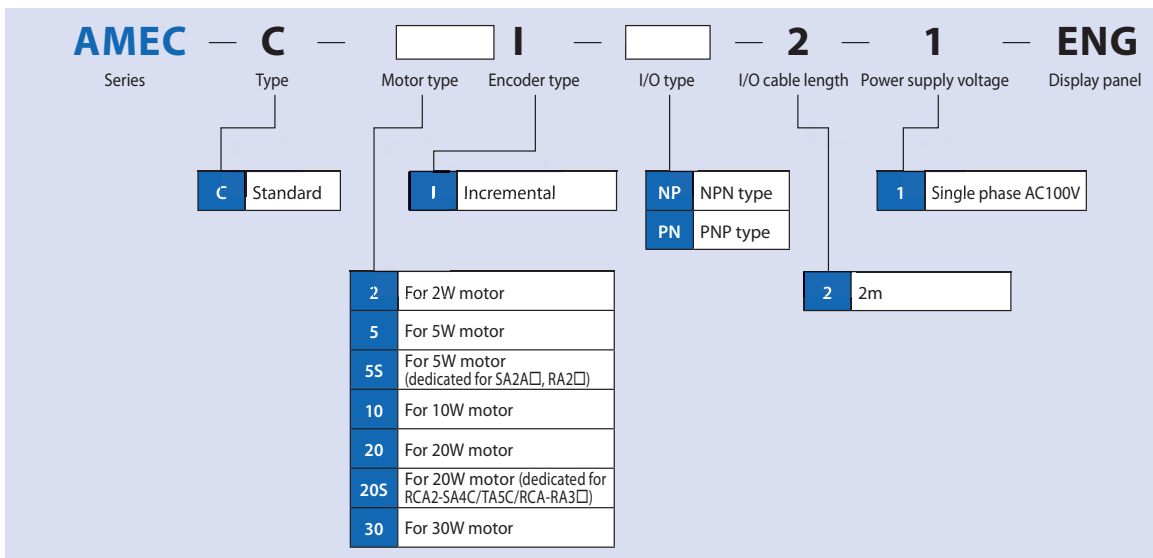 AMEC — C — I — — 2 — 1 — ENG
Series Type Motor type Encoder type I/O type I/O cable length Power supply voltage Display panel
C Standard
I Incremental
NP NPN type
PN PNP type
1 Single phase AC100V
2 For 2W motor
5 For 5W motor
5S For 5W motor
(dedicated for SA2A□, RA2□)
10 For 10W motor
20 For 20W motor
20S For 20W motor (dedicated for
RCA2-SA4C/TA5C/RCA-RA3□)
30 For 30W motor
2 2m